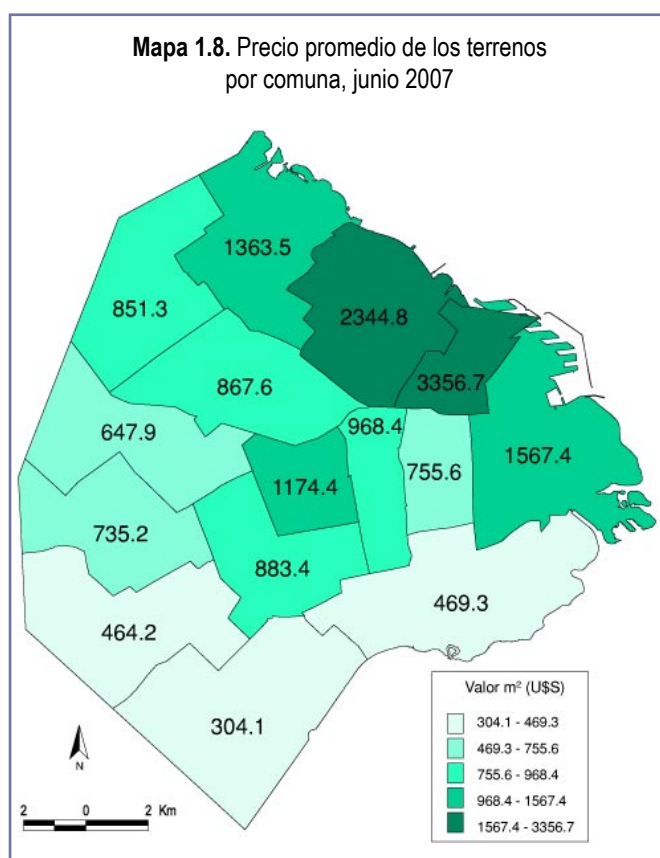 Mapa 1.8. Precio promedio de los terrenos
por comuna, junio 2007
1363.5
851.3
2344.8
867.6
3356.7
968.4
647.9
1567.4
755.6
1174.4
735.2
883.4
469.3
464.2
304.1
Valor m² (U$S)
304.1 - 469.3
469.3 - 755.6
755.6 - 968.4
968.4 - 1567.4
1567.4 - 3356.7
N
2 0 2 Km